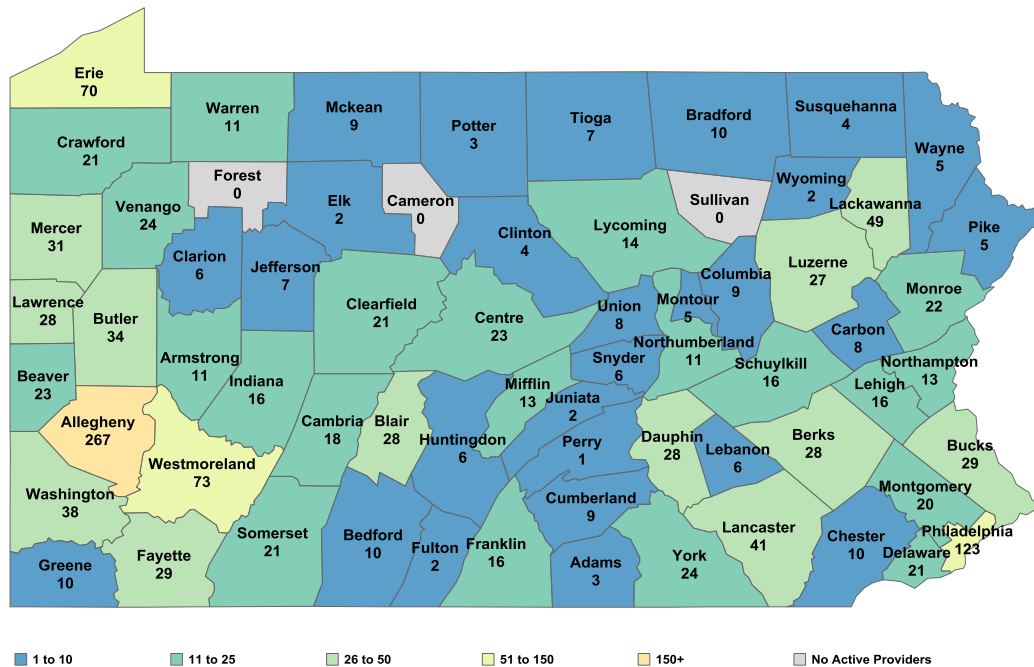 Erie
70
Warren
11
Mckean
9
Potter
3
Tioga
7
Bradford
10
Susquehanna
4
Wayne
5
Crawford
21
Forest
0
Elk
2
Cameron
0
Sullivan
0
Wyoming
2
Lackawanna
49
Pike
5
Mercer
31
Venango
24
Clarion
6
Jefferson
7
Clinton
4
Lycoming
14
Columbia
9
Luzerne
27
Monroe
22
Lawrence
28
Butler
34
Clearfield
21
Centre
23
Union
8
Montour
5
Carbon
8
Armstrong
11
Northumberland
11
Snyder
6
Schuylkill
16
Northampton
13
Beaver
23
Indiana
16
Mifflin
13
Juniata
2
Lehigh
16
Allegheny
267
Cambria
18
Blair
28
Huntingdon
6
Perry
1
Dauphin
28
Lebanon
6
Berks
28
Bucks
29
Westmoreland
73
Washington
38
Cumberland
9
Montgomery
20
Somerset
21
Bedford
10
Fulton
2
Franklin
16
Lancaster
41
Chester
10
Philadelphia
123
Greene
10
Fayette
29
Adams
3
York
24
Delaware
21
1 to 10
11 to 25
26 to 50
51 to 150
150+
No Active Providers